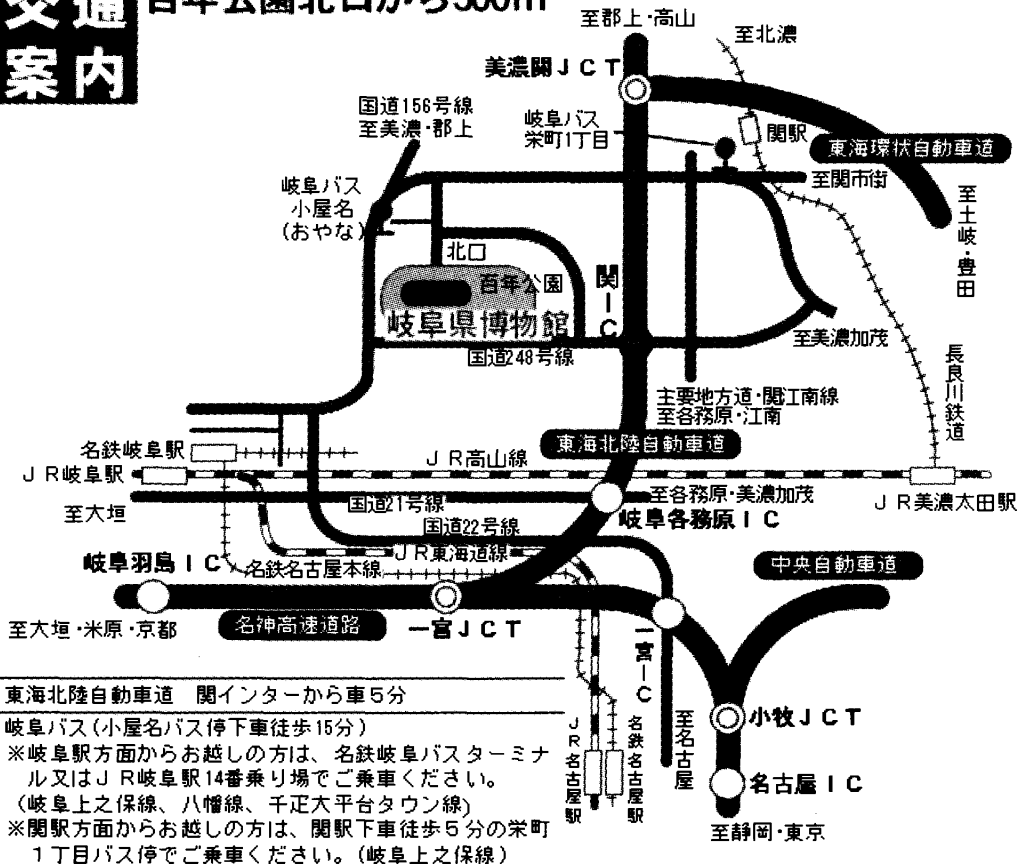 交通
案内
百年公園北口から500m
至郡上・高山
至北濃
美濃関ＪＣＴ
国道156号線
至美濃・郡上
岐阜バス
栄町1丁目
関駅
東海環状自動車道
至関市街
岐阜バス
小屋名
(おやな)
至土岐・豊田
北口
百年公園
関ＩＣ
岐阜県博物館
国道248号線
至美濃加茂
長良川鉄道
主要地方道・関江南線
至各務原・江南
東海北陸自動車道
名鉄岐阜駅
ＪＲ岐阜駅
ＪＲ高山線
至各務原・美濃加茂
ＪＲ美濃太田駅
至大垣
国道21号線
岐阜各務原ＩＣ
国道22号線
ＪＲ東海道線
岐阜羽島ＩＣ
名鉄名古屋本線
中央自動車道
至大垣・米原・京都
名神高速道路
一宮ＪＣＴ
一宮ＩＣ
小牧ＪＣＴ
ＪＲ名古屋駅
名鉄名古屋駅
至名古屋
名古屋ＩＣ
至静岡・東京
東海北陸自動車道　関インターから車５分
岐阜バス(小屋名バス停下車徒歩15分)
※岐阜駅方面からお越しの方は、名鉄岐阜バスターミナ
ル又はＪＲ岐阜駅14番乗り場でご乗車ください。
(岐阜上之保線、八幡線、千疋大平台タウン線)
※関駅方面からお越しの方は、関駅下車徒歩５分の栄町
１丁目バス停でご乗車ください。(岐阜上之保線)